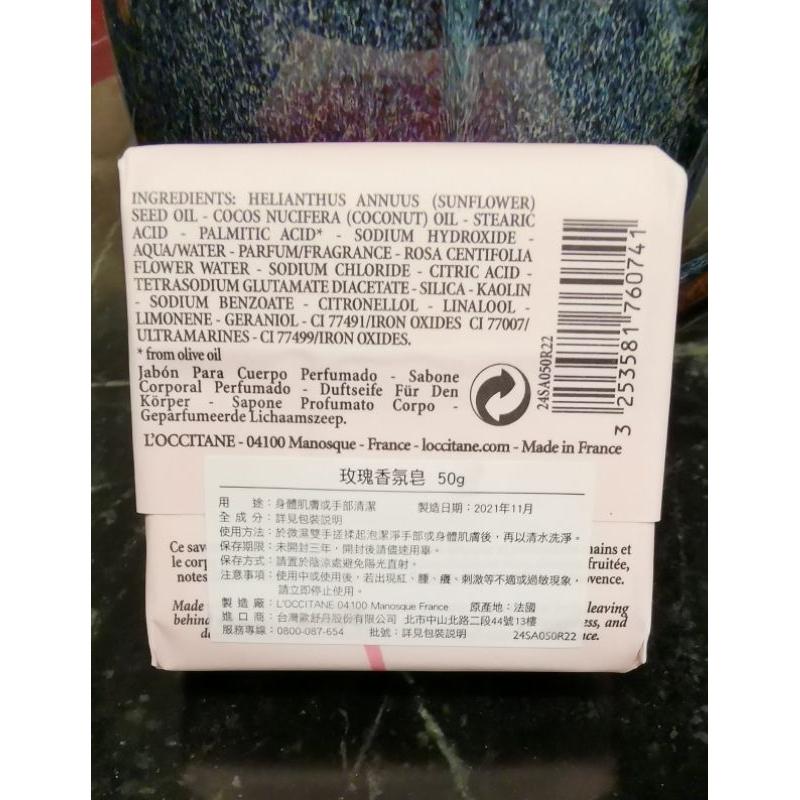 INGREDIENTS: HELIANTHUS ANNUUS (SUNFLOWER)
SEED OIL - COCOS NUCIFERA (COCONUT) OIL - STEARIC
ACID - PALMITIC ACID* - SODIUM HYDROXIDE -
AQUA/WATER - PARFUM/FRAGRANCE - ROSA CENTIFOLIA
FLOWER WATER - SODIUM CHLORIDE - CITRIC ACID -
TETRASODIUM GLUTAMATE DIACETATE - SILICA - KAOLIN
- SODIUM BENZOATE - CITRONELLOL - LINALOOL -
LIMONENE - GERANIOL - CI 77491/IRON OXIDES CI 77007/
ULTRAMARINES - CI 77499/IRON OXIDES.
* from olive oil
Jabón Para Cuerpo Perfumado - Sabone
Corporal Perfumado - Duftseife Für Den
Körper - Sapone Profumato Corpo -
Geparfumeerde Lichaamszeep.
L'OCCITANE - 04100 Manosque - France - loccitane.com - Made in France
24SA050R22
3 253581 760741
玫瑰香氛皂 50g
用 途：身體肌膚或手部清潔 製造日期：2021年11月
全 成 分：詳見包裝説明
使用方法：於微濕雙手搓揉起泡潔淨手部或身體肌膚後，再以清水洗淨。
保存期限：未開封三年，開封後請儘速用畢。
保存方式：請置於陰涼處避免陽光直射。
注意事項：使用中或使用後，若出現紅、腫、癢、刺激等不適或過敏現象，
請立即停止使用。
製 造 廠：L'OCCITANE 04100 Manosque France 原產地：法國
進 口 商：台灣歐舒丹股份有限公司 北市中山北路二段44號13樓
服務專線：0800-087-654 批號：詳見包裝説明 24SA050R22
Ce sav
le corp
notes
Made
behind
nains et
fruitée,
vence.
leaving
ess, and
ce.